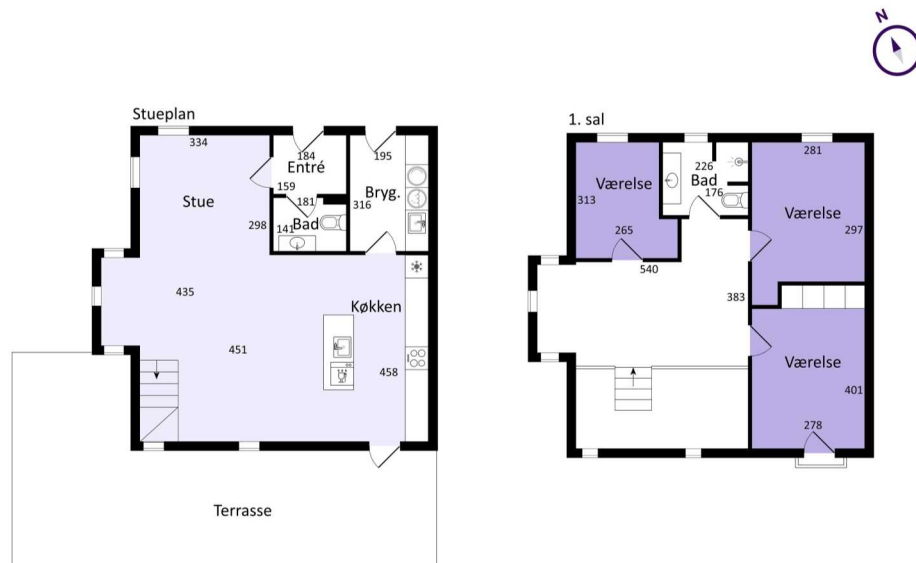 N
Stueplan
334
184
Entré
159
195
Bryg.
316
Stue
298
181
Bad
141
435
Køkken
451
458
Terrasse
1. sal
Værelse
313
265
226
Bad
176
281
Værelse
297
540
383
Værelse
401
278